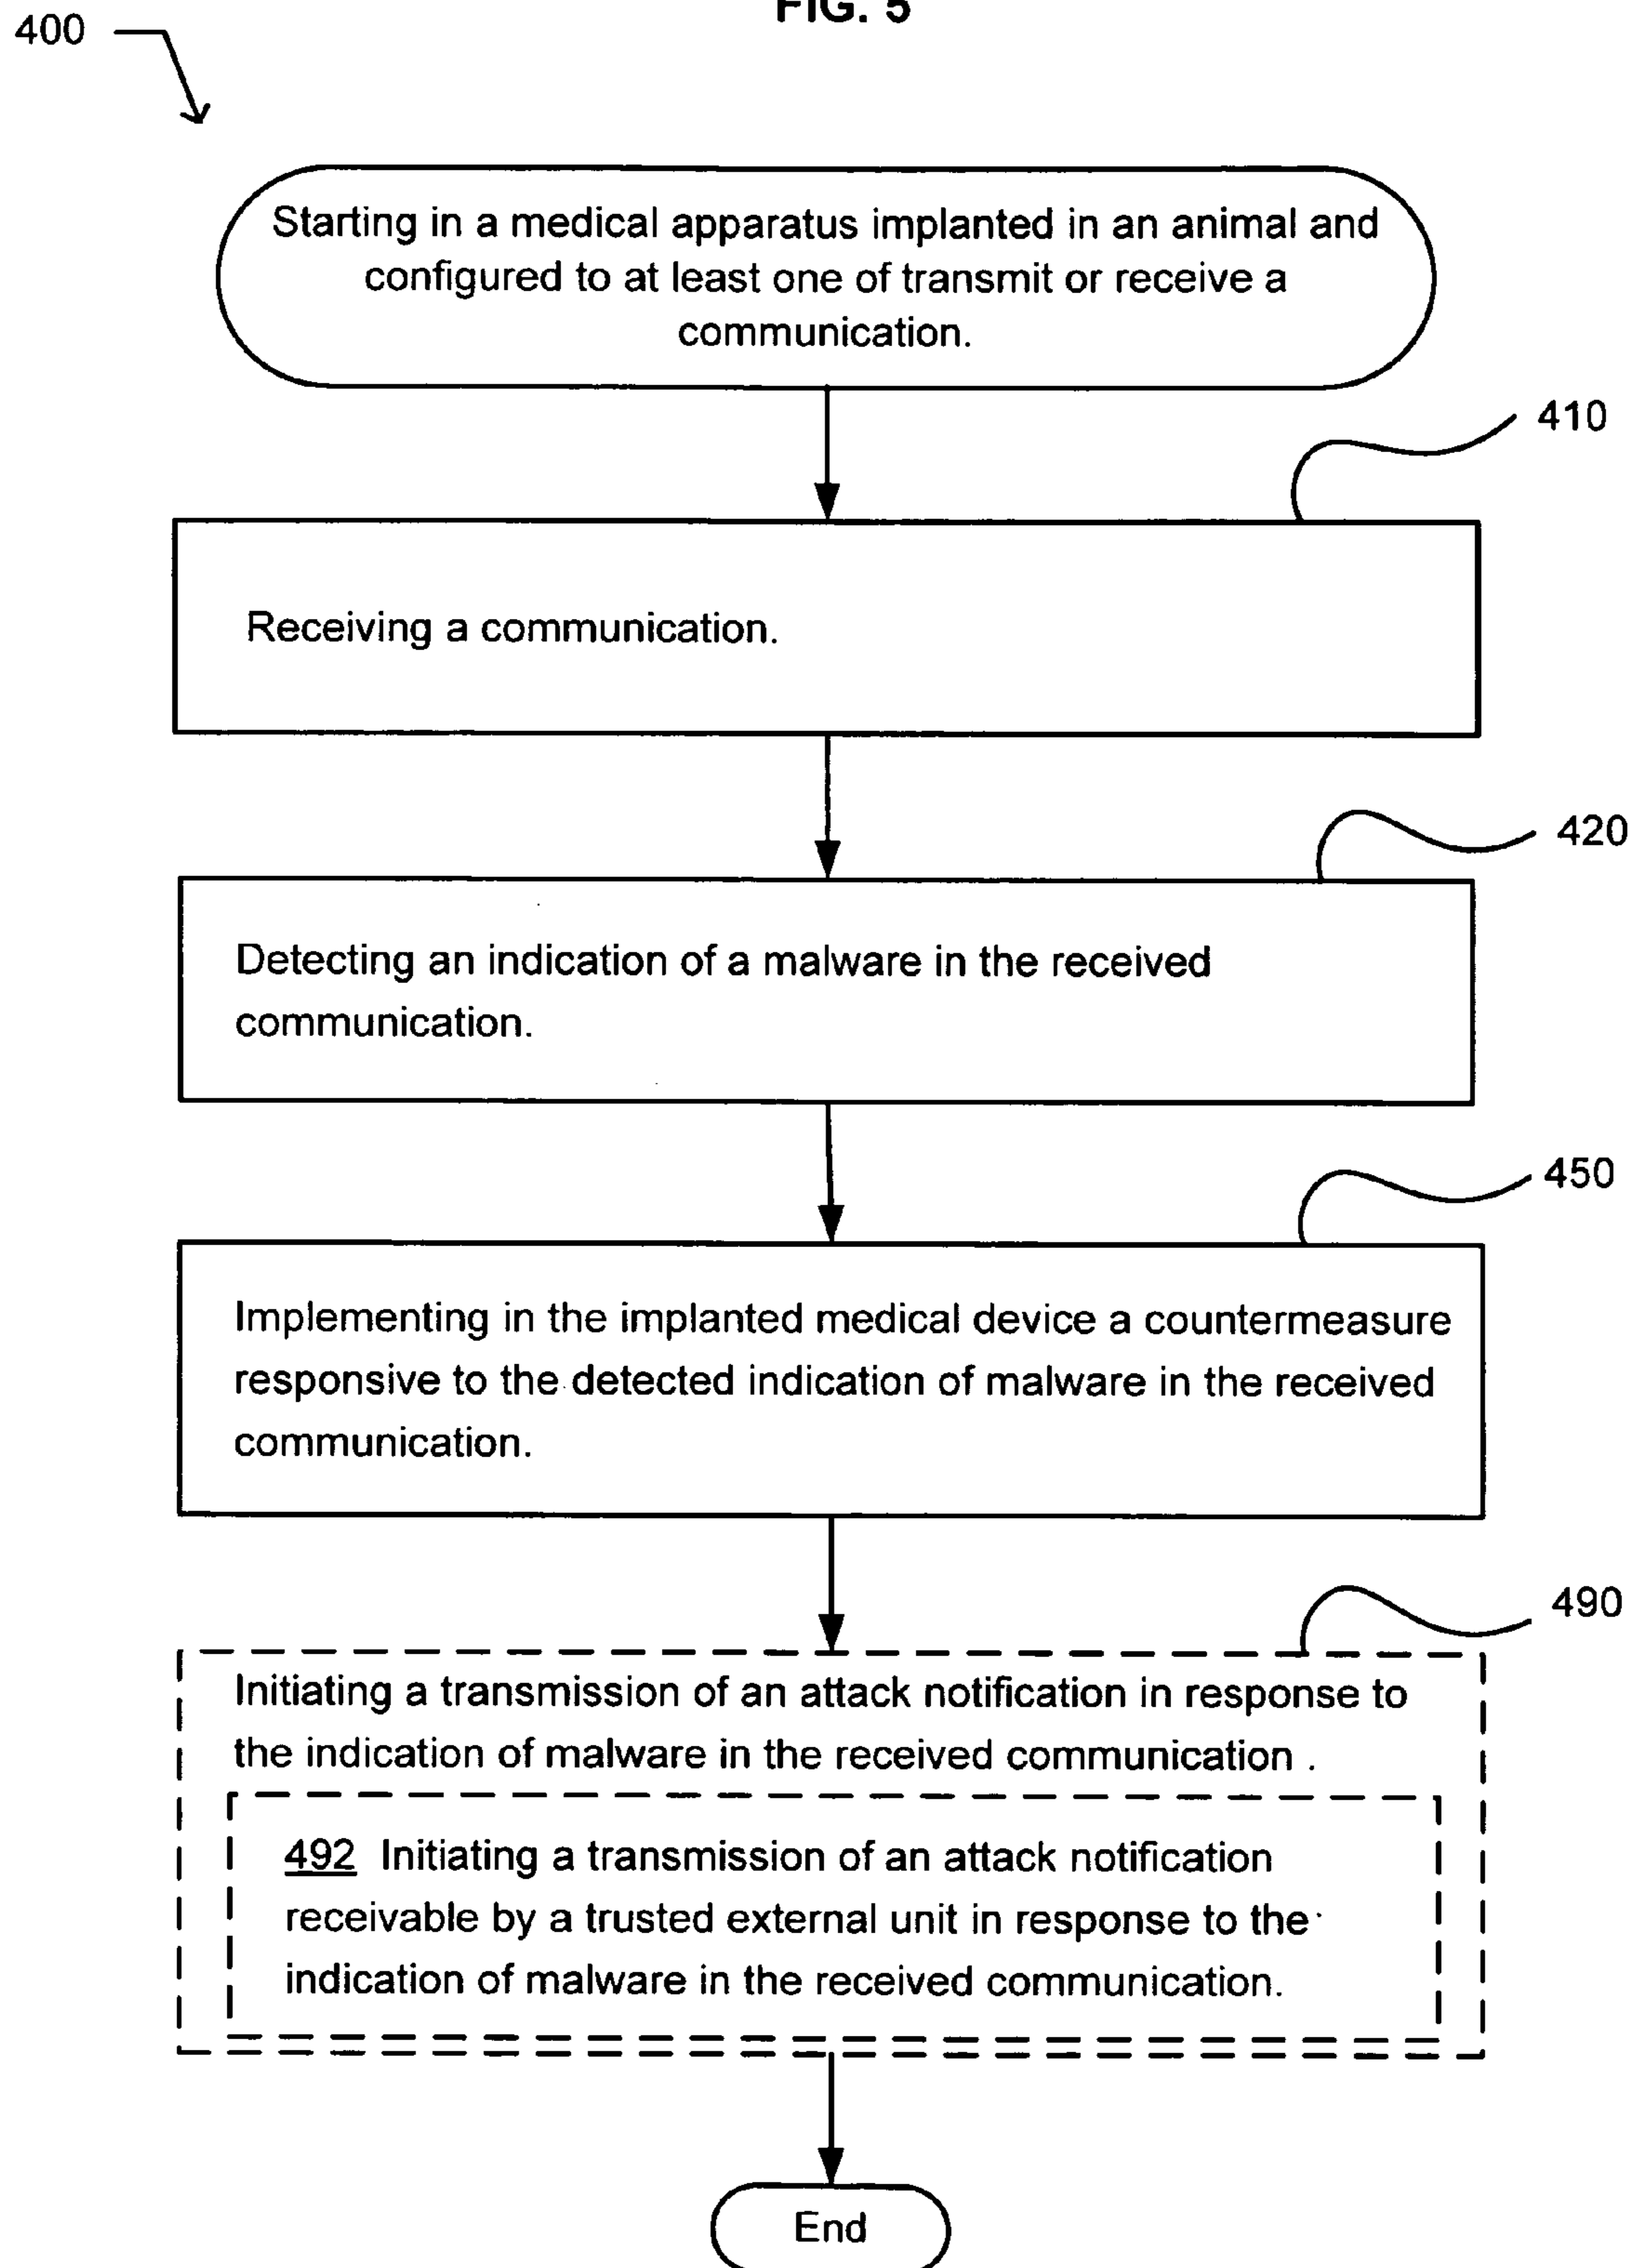 FIG. 5
400
Starting in a medical apparatus implanted in an animal and
configured to at least one of transmit or receive a
communication.
410
Receiving a communication.
420
Detecting an indication of a malware in the received
communication.
450
Implementing in the implanted medical device a countermeasure
responsive to the detected indication of malware in the received
communication.
490
Initiating a transmission of an attack notification in response to
the indication of malware in the received communication .
492 Initiating a transmission of an attack notification
receivable by a trusted external unit in response to the
indication of malware in the received communication.
End